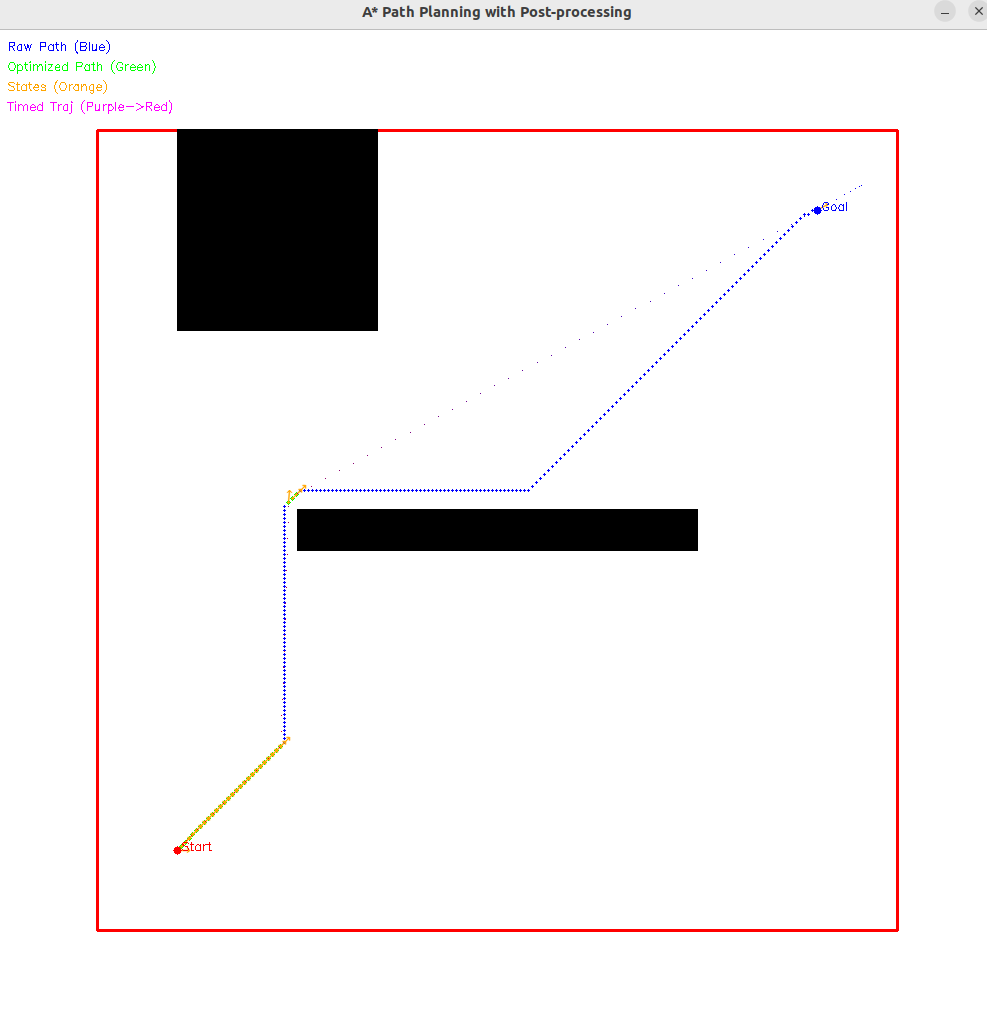 A* Path Planning with Post-processing
Raw Path (Blue)
Optimized Path (Green)
States (Orange)
Timed Traj (Purple->Red)
Goal
Start